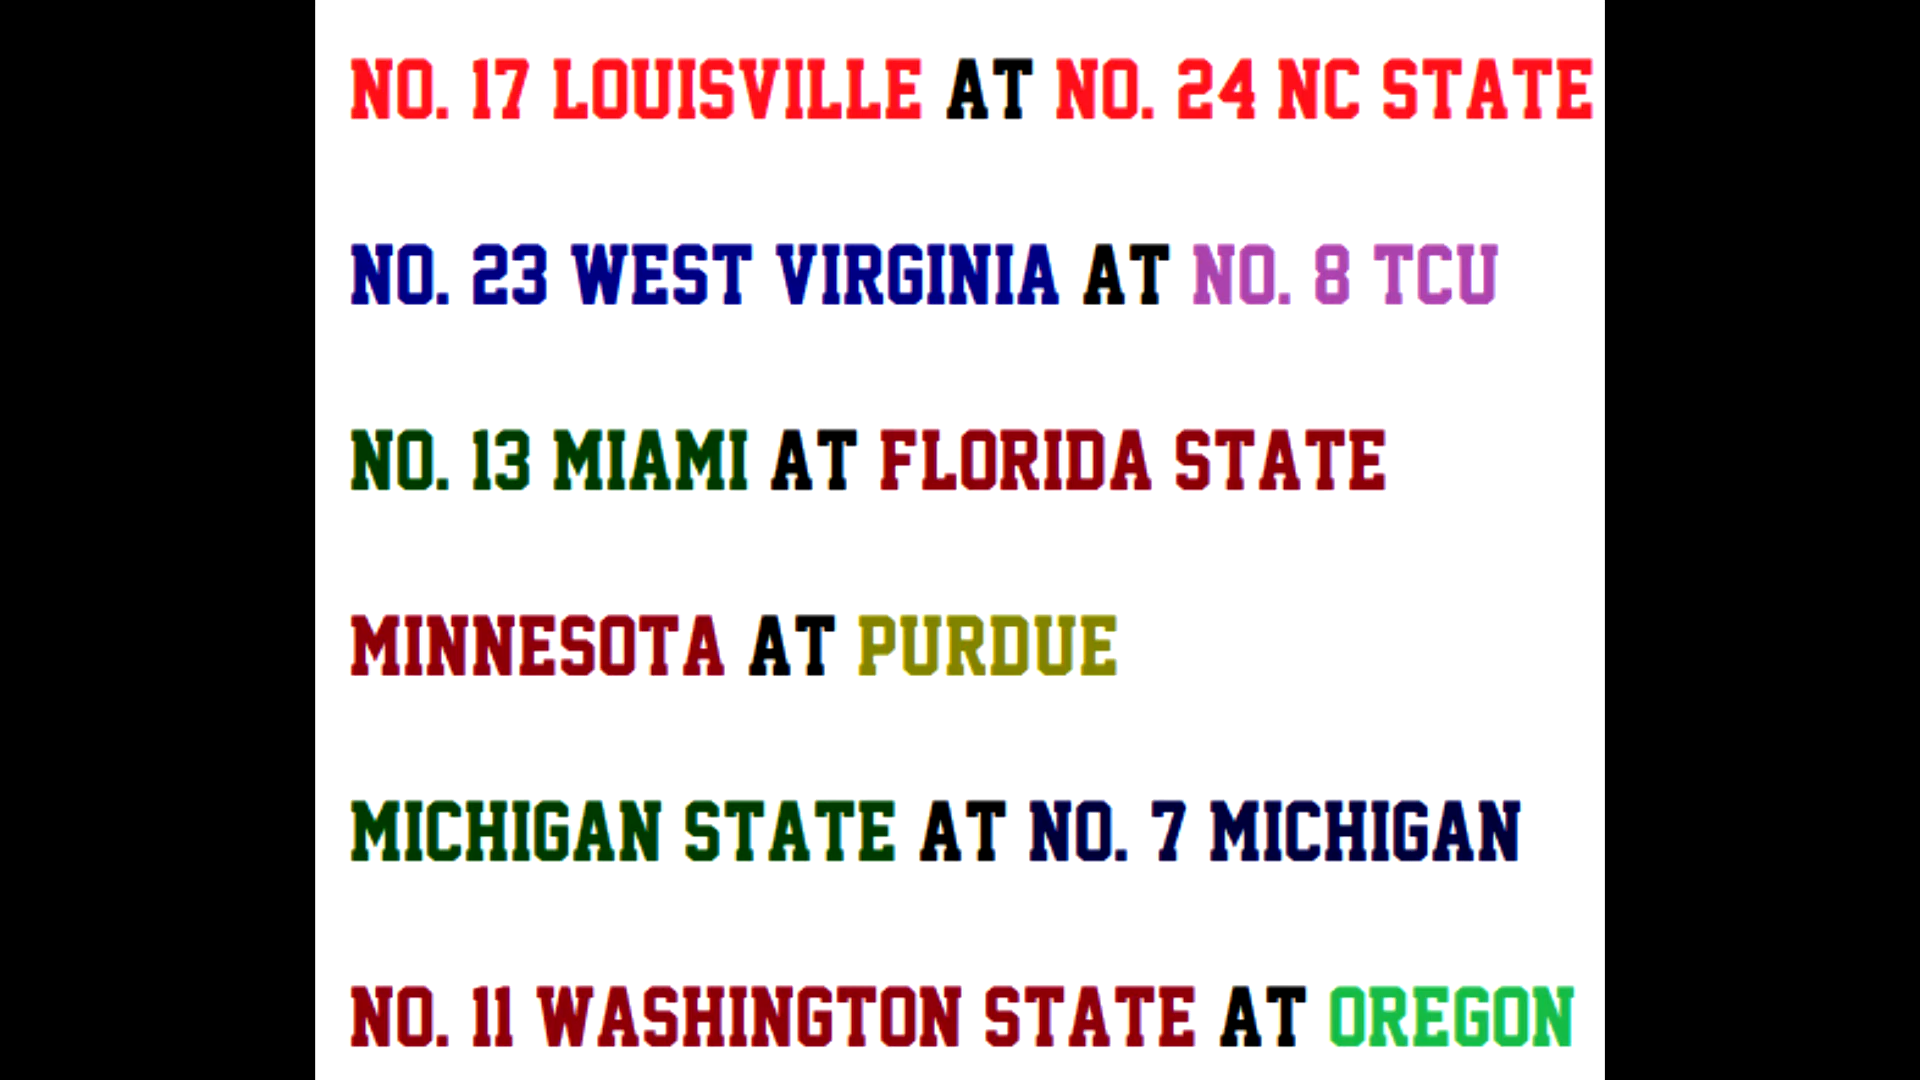 NO. 17 LOUISVILLE AT NO. 24 NC STATE
NO. 23 WEST VIRGINIA AT NO. 8 TCU
NO. 13 MIAMI AT FLORIDA STATE
MINNESOTA AT PURDUE
MICHIGAN STATE AT NO. 7 MICHIGAN
NO. 11 WASHINGTON STATE AT OREGON